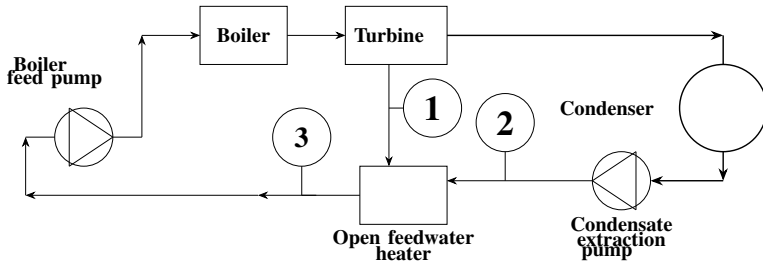 Boiler
feed pump
Boiler
Turbine
1
2
3
Condenser
Open feedwater
heater
Condensate
extraction
pump